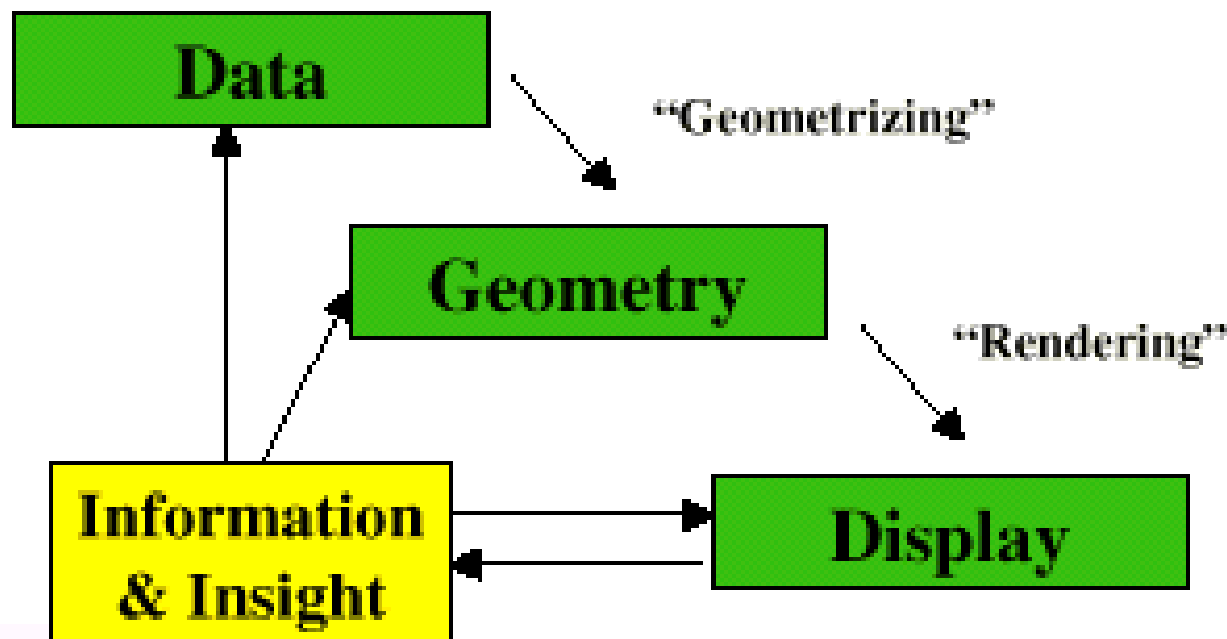 Data
“Geometrizing”
Geometry
“Rendering”
Information
& Insight
Display